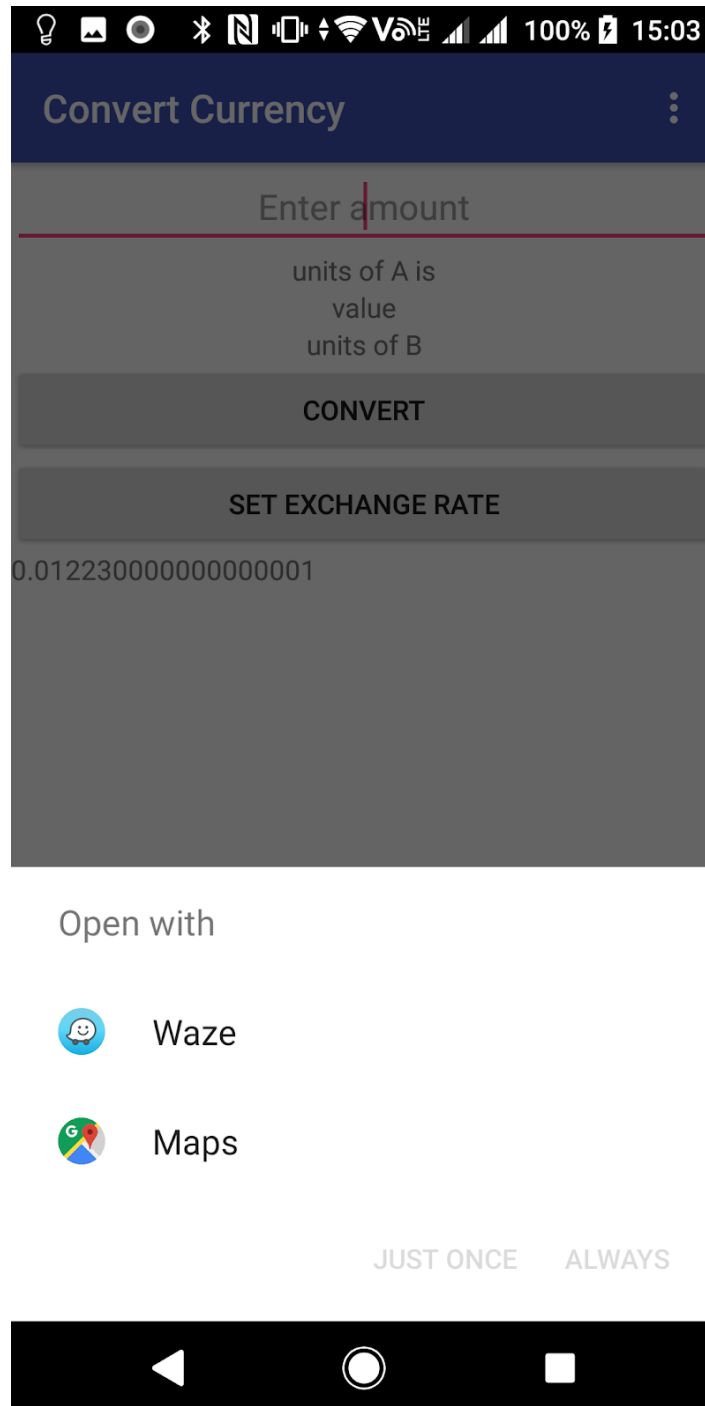 VoLTE 100% 15:03
Convert Currency
Enter amount
units of A is
value
units of B
CONVERT
SET EXCHANGE RATE
0.012230000000000001
Open with
Waze
G Maps
JUST ONCE ALWAYS